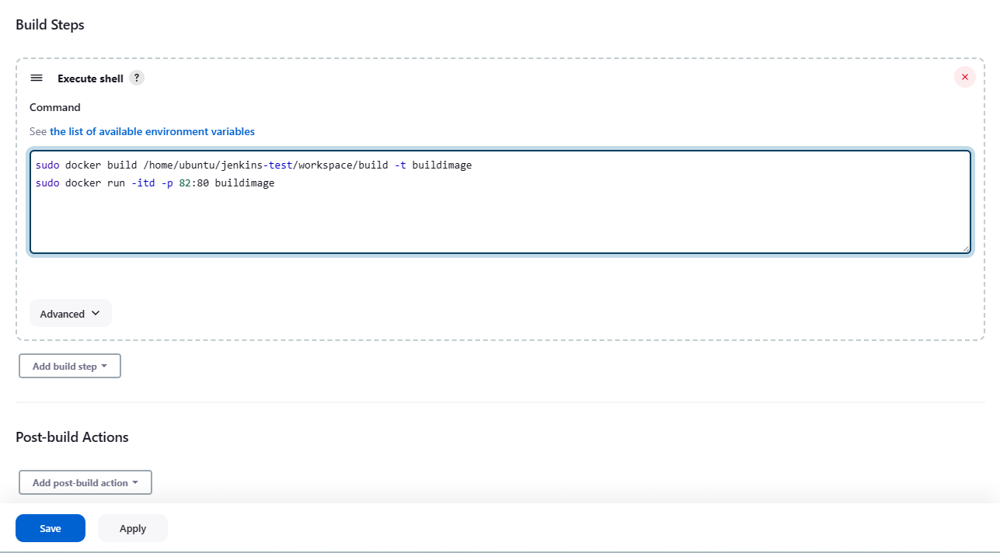 Build Steps
Execute shell ?
Command
See the list of available environment variables
sudo docker build /home/ubuntu/jenkins-test/workspace/build -t buildimage
sudo docker run -itd -p 82:80 buildimage
Advanced
Add build step
Post-build Actions
Add post-build action
Save Apply